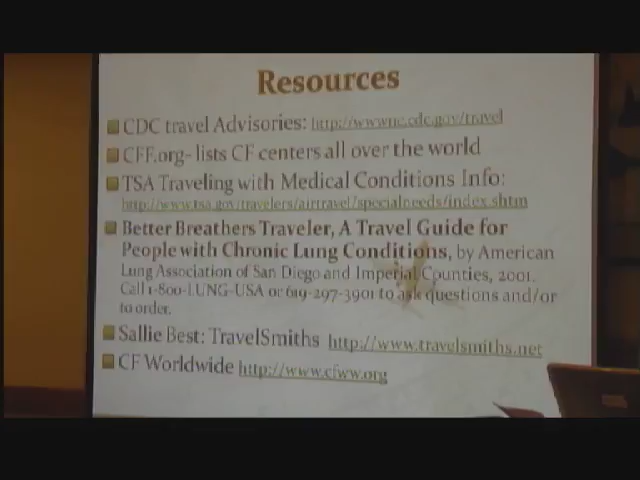 Resources
CDC travel Advisories: http://wwwnc.cdc.gov/travel
CFF.org- lists CF centers all over the world
TSA Traveling with Medical Conditions Info:
http://www.tsa.gov/travelers/airtravel/specialneeds/index.shtm
Better Breathers Traveler, A Travel Guide for
People with Chronic Lung Conditions, by American
Lung Association of San Diego and Imperial Counties, 2001.
Call 1-800-LUNG-USA or 619-297-3901 to ask questions and/or
to order.
Sallie Best: TravelSmiths http://www.travelsmiths.net
CF Worldwide http://www.cfww.org